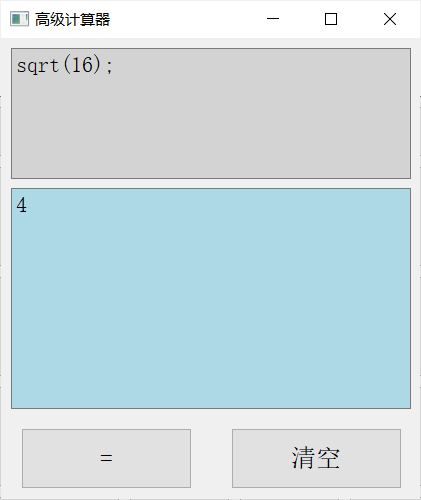 高级计算器
sqrt(16);
4
=
清空